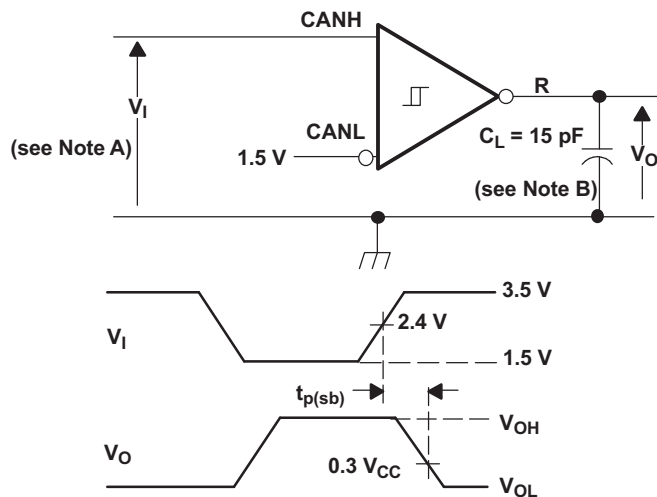 CANH
V_I
(see Note A)
CANL
1.5 V
R
C_L = 15 pF
(see Note B)
V_O
V_I
3.5 V
2.4 V
1.5 V
t_p(sb)
V_O
V_OH
0.3 V_CC
V_OL